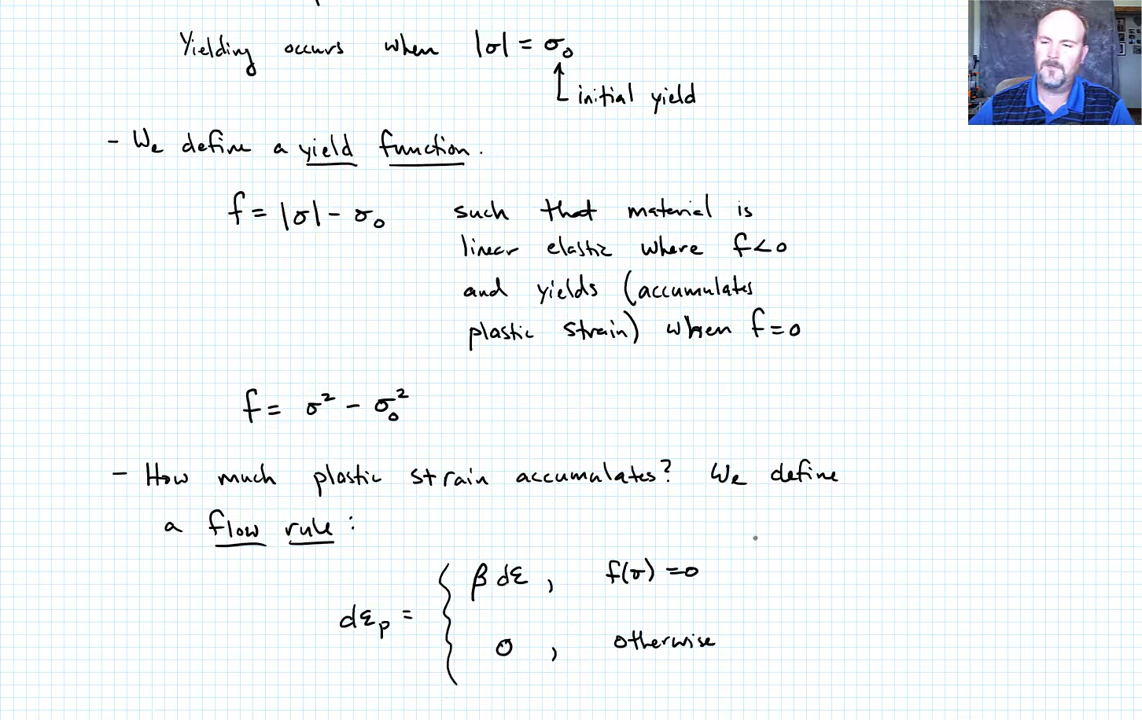 Yielding occurs when |σ| = σ₀
initial yield
- We define a yield function.
f = |σ| - σ₀ such that material is
linear elastic where f < 0
and yields (accumulates
plastic strain) when f = 0
f = σ² - σ₀²
- How much plastic strain accumulates? We define
a flow rule:
dεₚ = { β dε , f(σ) = 0
0 , otherwise